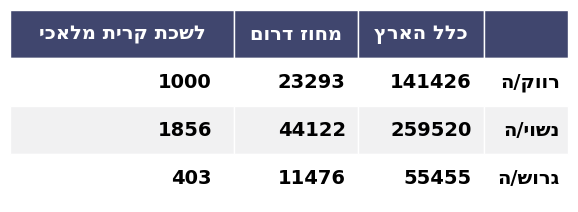 כלל הארץ מחוז דרום לשכת קרית מלאכי
רווק/ה 141426 23293 1000
נשוי/ה 259520 44122 1856
גרוש/ה 55455 11476 403